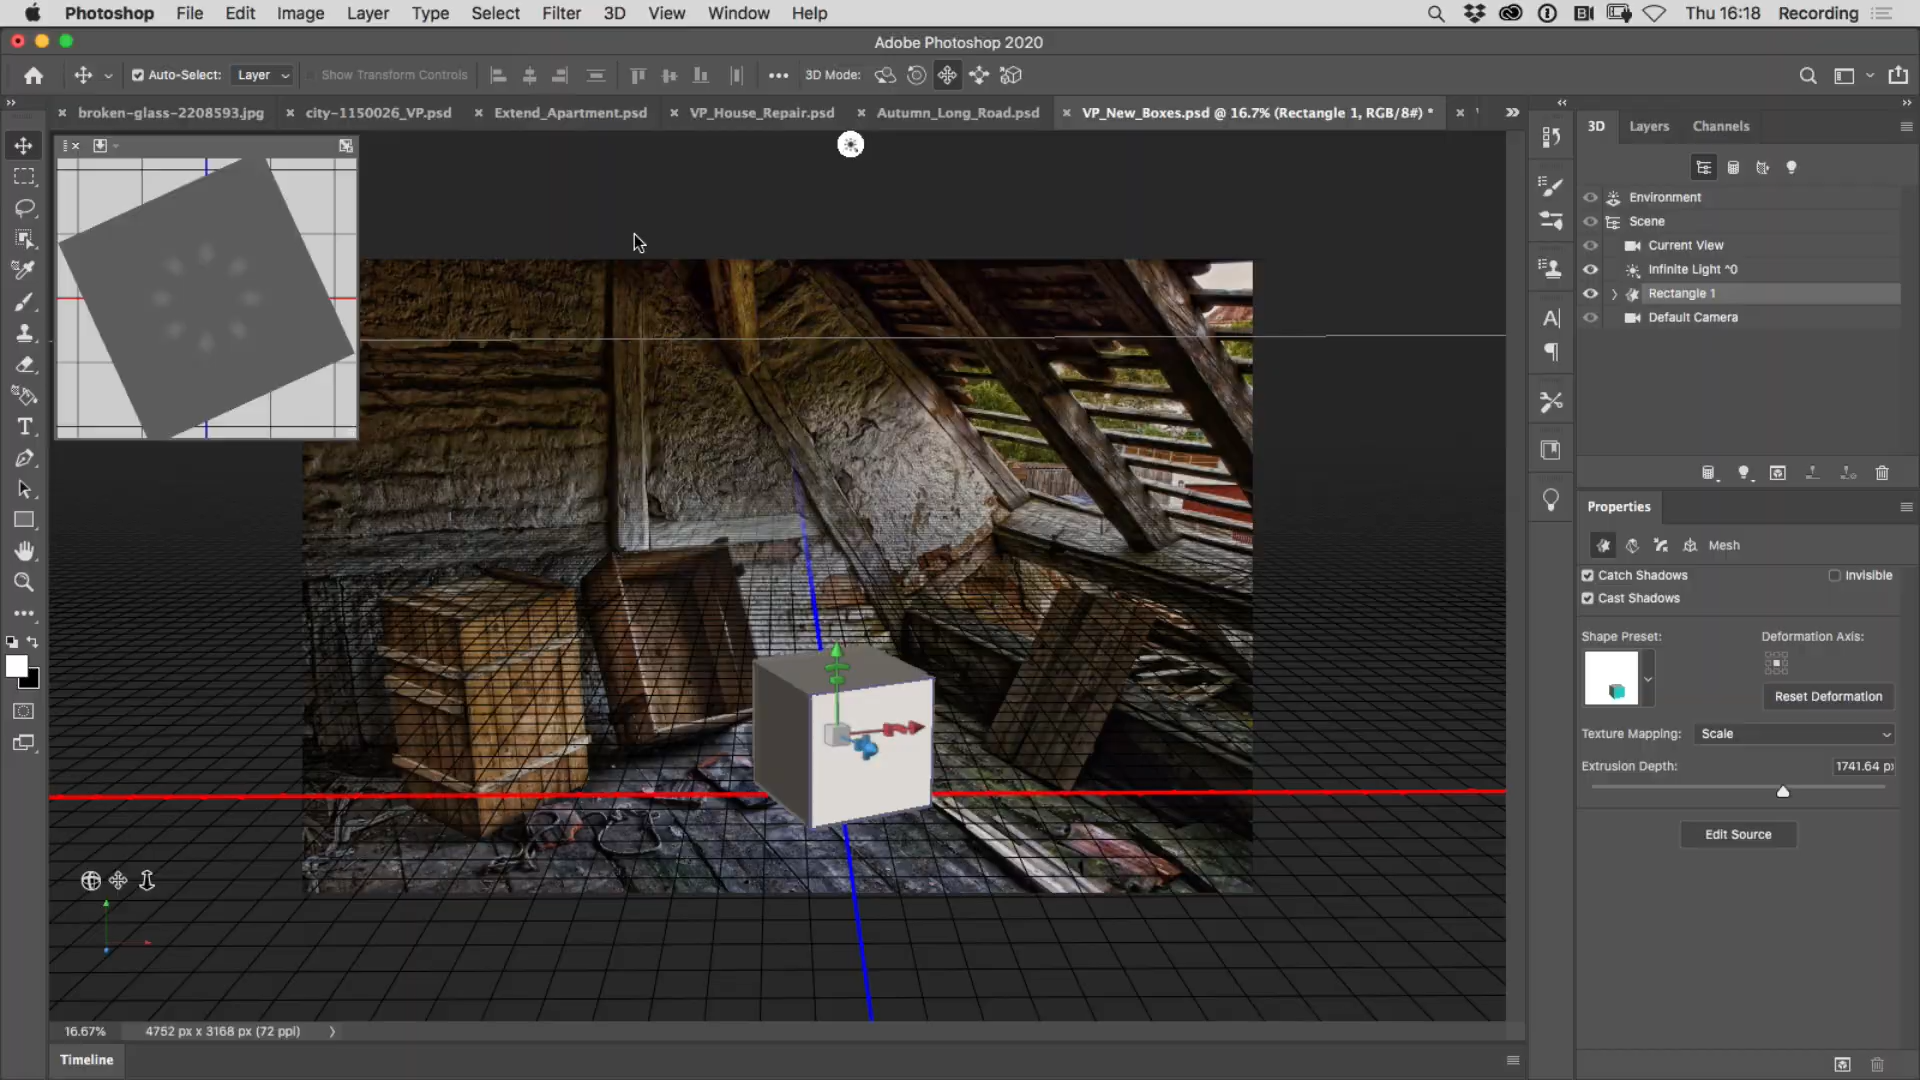 Photoshop File Edit Image Layer Type Select Filter 3D View Window Help Thu 16:18 Recording
Adobe Photoshop 2020
Auto-Select: Layer Show Transform Controls 3D Mode:
broken-glass-2208593.jpg city-1150026_VP.psd Extend_Apartment.psd VP_House_Repair.psd Autumn_Long_Road.psd VP_New_Boxes.psd @ 16.7% (Rectangle 1, RGB/8#) *
3D Layers Channels
Environment
Scene
Current View
Infinite Light ^0
Rectangle 1
Default Camera
Properties
Mesh
Catch Shadows Invisible
Cast Shadows
Shape Preset: Deformation Axis:
Reset Deformation
Texture Mapping: Scale
Extrusion Depth: 1741.64 p
Edit Source
16.67% 4752 px x 3168 px (72 ppi)
Timeline